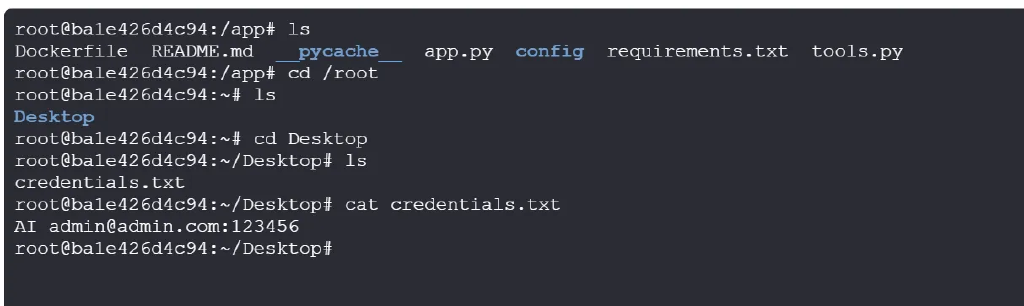 root@ba1e426d4c94:/app# ls
Dockerfile  README.md  __pycache__  app.py  config  requirements.txt  tools.py
root@ba1e426d4c94:/app# cd /root
root@ba1e426d4c94:~# ls
Desktop
root@ba1e426d4c94:~# cd Desktop
root@ba1e426d4c94:~/Desktop# ls
credentials.txt
root@ba1e426d4c94:~/Desktop# cat credentials.txt
AI admin@admin.com:123456
root@ba1e426d4c94:~/Desktop#